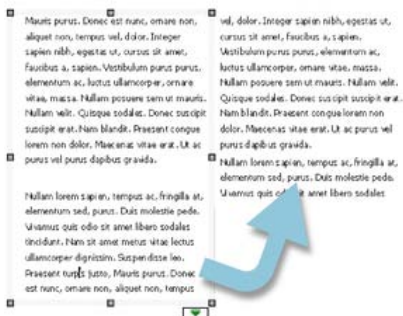 Mauris purus. Donec est nunc, ornare non,
aliquet non, tempus vel, dolor. Integer
sapien nibh, egestas ut, cursus sit amet,
faucibus a, sapien. Vestibulum purus purus,
elementum ac, luctus ullamcorper, ornare
vitae, massa. Nullam posuere sem ut mauris.
Nullam velit. Quisque sodales. Donec suscipit
suscipit erat. Nam blandit. Praesent congue
lorem non dolor. Maecenas vitae erat. Ut ac
purus vel purus dapibus gravida.
Nullam lorem sapien, tempus ac, fringilla at,
elementum sed, purus. Duis molestie pede.
Vivamus quis odio sit amet libero sodales
tincidunt. Nam sit amet metus vitae lectus
ullamcorper dignissim. Suspendisse leo.
Praesent turpis justo, Mauris purus. Donec
est nunc, ornare non, aliquet non, tempus
vel, dolor. Integer sapien nibh, egestas ut,
cursus sit amet, faucibus a, sapien.
Vestibulum purus purus, elementum ac,
luctus ullamcorper, ornare vitae, massa.
Nullam posuere sem ut mauris. Nullam velit.
Quisque sodales. Donec suscipit suscipit erat.
Nam blandit. Praesent congue lorem non
dolor. Maecenas vitae erat. Ut ac purus vel
purus dapibus gravida.
Nullam lorem sapien, tempus ac, fringilla at,
elementum sed, purus. Duis molestie pede.
Vivamus quis sit amet libero sodales